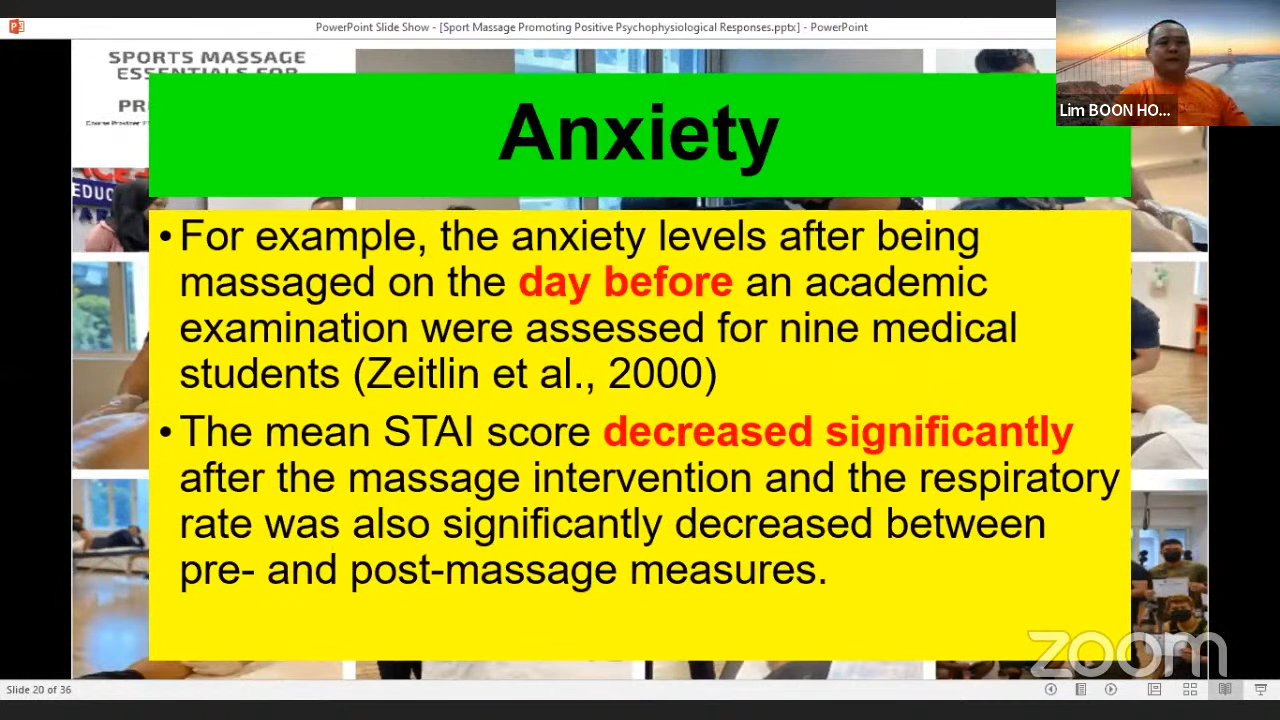 PowerPoint Slide Show - [Sport Massage Promoting Positive Psychophysiological Responses.pptx] - PowerPoint
Lim BOON HO...
SPORTS MASSAGE
ESSENTIALS FOR
Anxiety
• For example, the anxiety levels after being
massaged on the day before an academic
examination were assessed for nine medical
students (Zeitlin et al., 2000)
• The mean STAI score decreased significantly
after the massage intervention and the respiratory
rate was also significantly decreased between
pre- and post-massage measures.
zoom
Slide 20 of 36